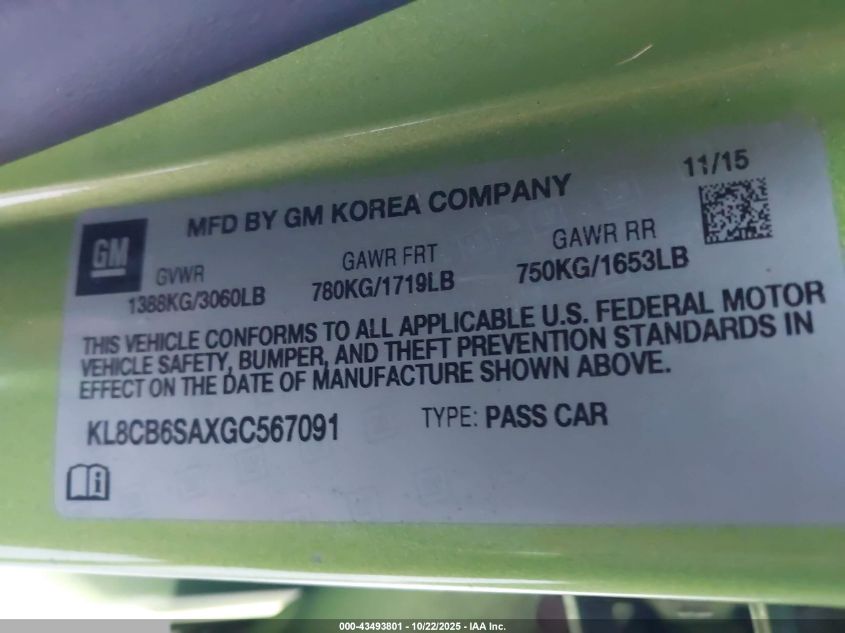 11/15
MFD BY GM KOREA COMPANY
GM
GVWR GAWR FRT GAWR RR
1388KG/3060LB 780KG/1719LB 750KG/1653LB
THIS VEHICLE CONFORMS TO ALL APPLICABLE U.S. FEDERAL MOTOR
VEHICLE SAFETY, BUMPER, AND THEFT PREVENTION STANDARDS IN
EFFECT ON THE DATE OF MANUFACTURE SHOWN ABOVE.
KL8CB6SAXGC567091 TYPE: PASS CAR
000-43493801 - 10/22/2025 - IAA Inc.